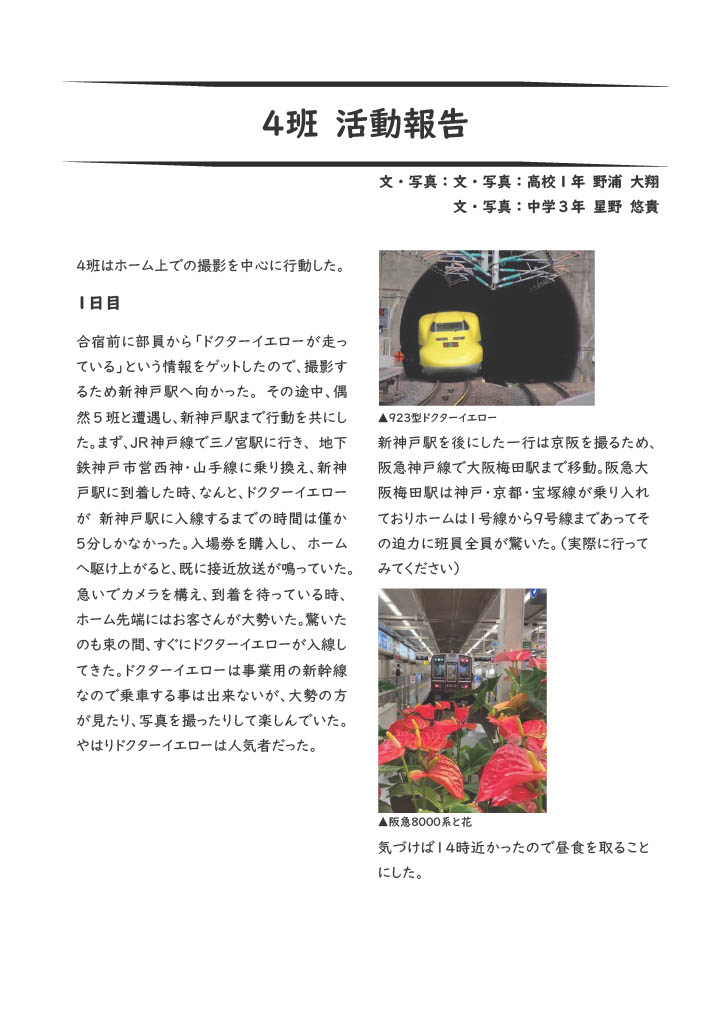 4班 活動報告
文・写真：文・写真：高校１年 野浦 大翔
文・写真：中学３年 星野 悠貴
4班はホーム上での撮影を中心に行動した。
1日目
合宿前に部員から「ドクターイエローが走っ
ている」という情報をゲットしたので、撮影す
るため新神戸駅へ向かった。 その途中、偶
然５班と遭遇し、新神戸駅まで行動を共にし
た。まず、JR神戸線で三ノ宮駅に行き、 地下
鉄神戸市営西神・山手線に乗り換え、新神
戸駅に到着した時、なんと、ドクターイエロー
が 新神戸駅に入線するまでの時間は僅か
5分しかなかった。入場券を購入し、 ホーム
へ駆け上がると、既に接近放送が鳴っていた。
急いでカメラを構え、到着を待っている時、
ホーム先端にはお客さんが大勢いた。驚いた
のも束の間、すぐにドクターイエローが入線し
てきた。ドクターイエローは事業用の新幹線
なので乗車する事は出来ないが、大勢の方
が見たり、写真を撮ったりして楽しんでいた。
やはりドクターイエローは人気者だった。
▲923型ドクターイエロー
新神戸駅を後にした一行は京阪を撮るため、
阪急神戸線で大阪梅田駅まで移動。阪急大
阪梅田駅は神戸・京都・宝塚線が乗り入れ
ておりホームは1号線から9号線まであってそ
の迫力に班員全員が驚いた。（実際に行って
みてください）
▲阪急8000系と花
気づけば14時近かったので昼食を取ること
にした。